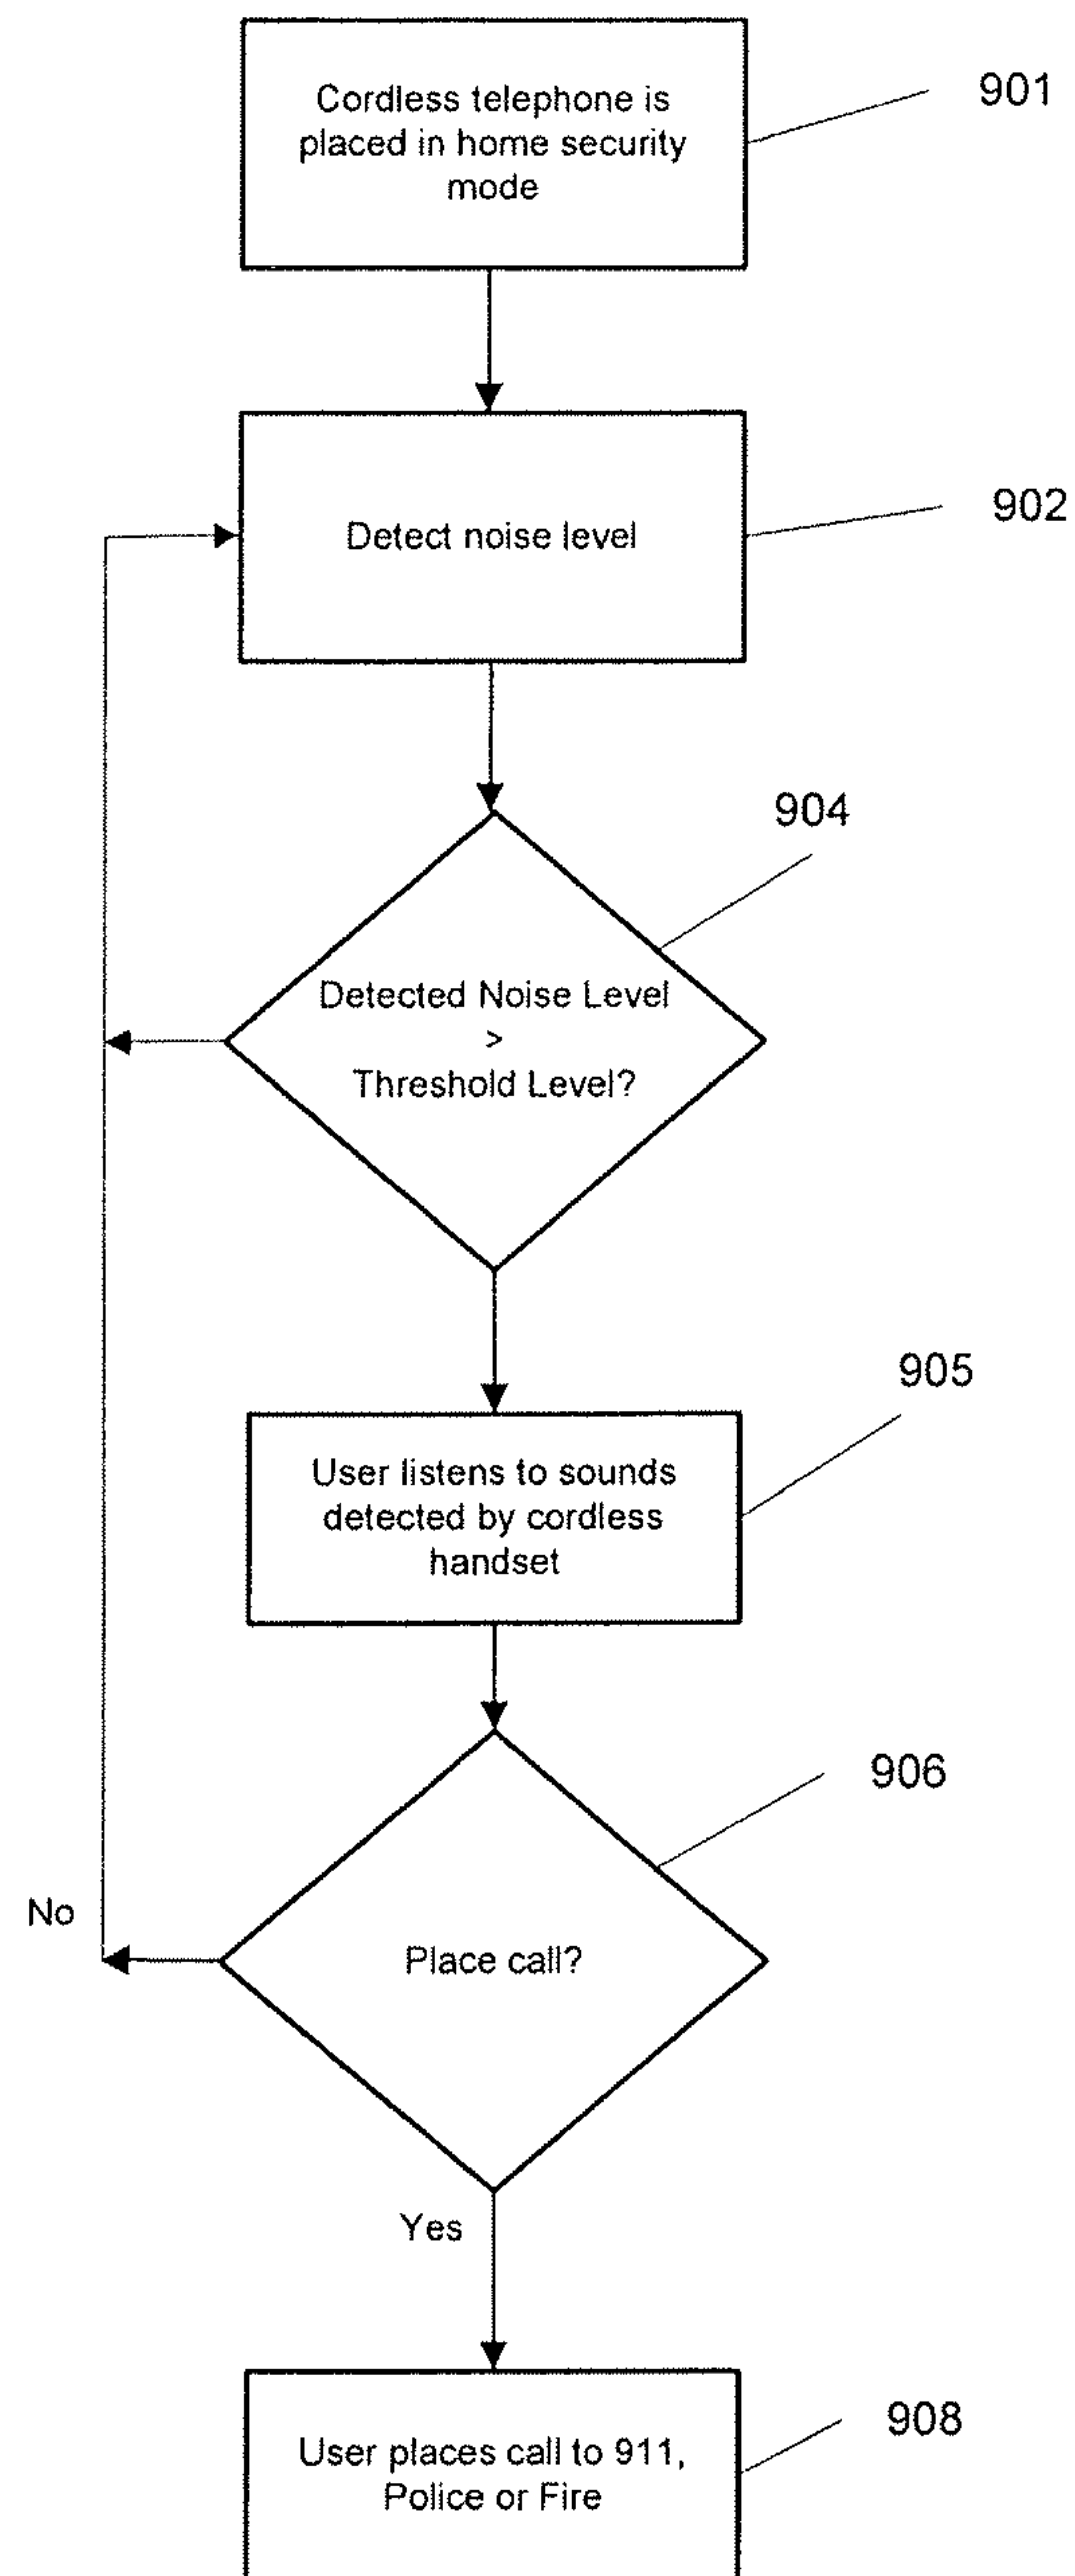 Cordless telephone is
placed in home security
mode
901
Detect noise level
902
904
Detected Noise Level
>
Threshold Level?
905
User listens to sounds
detected by cordless
handset
906
No
Place call?
Yes
908
User places call to 911,
Police or Fire